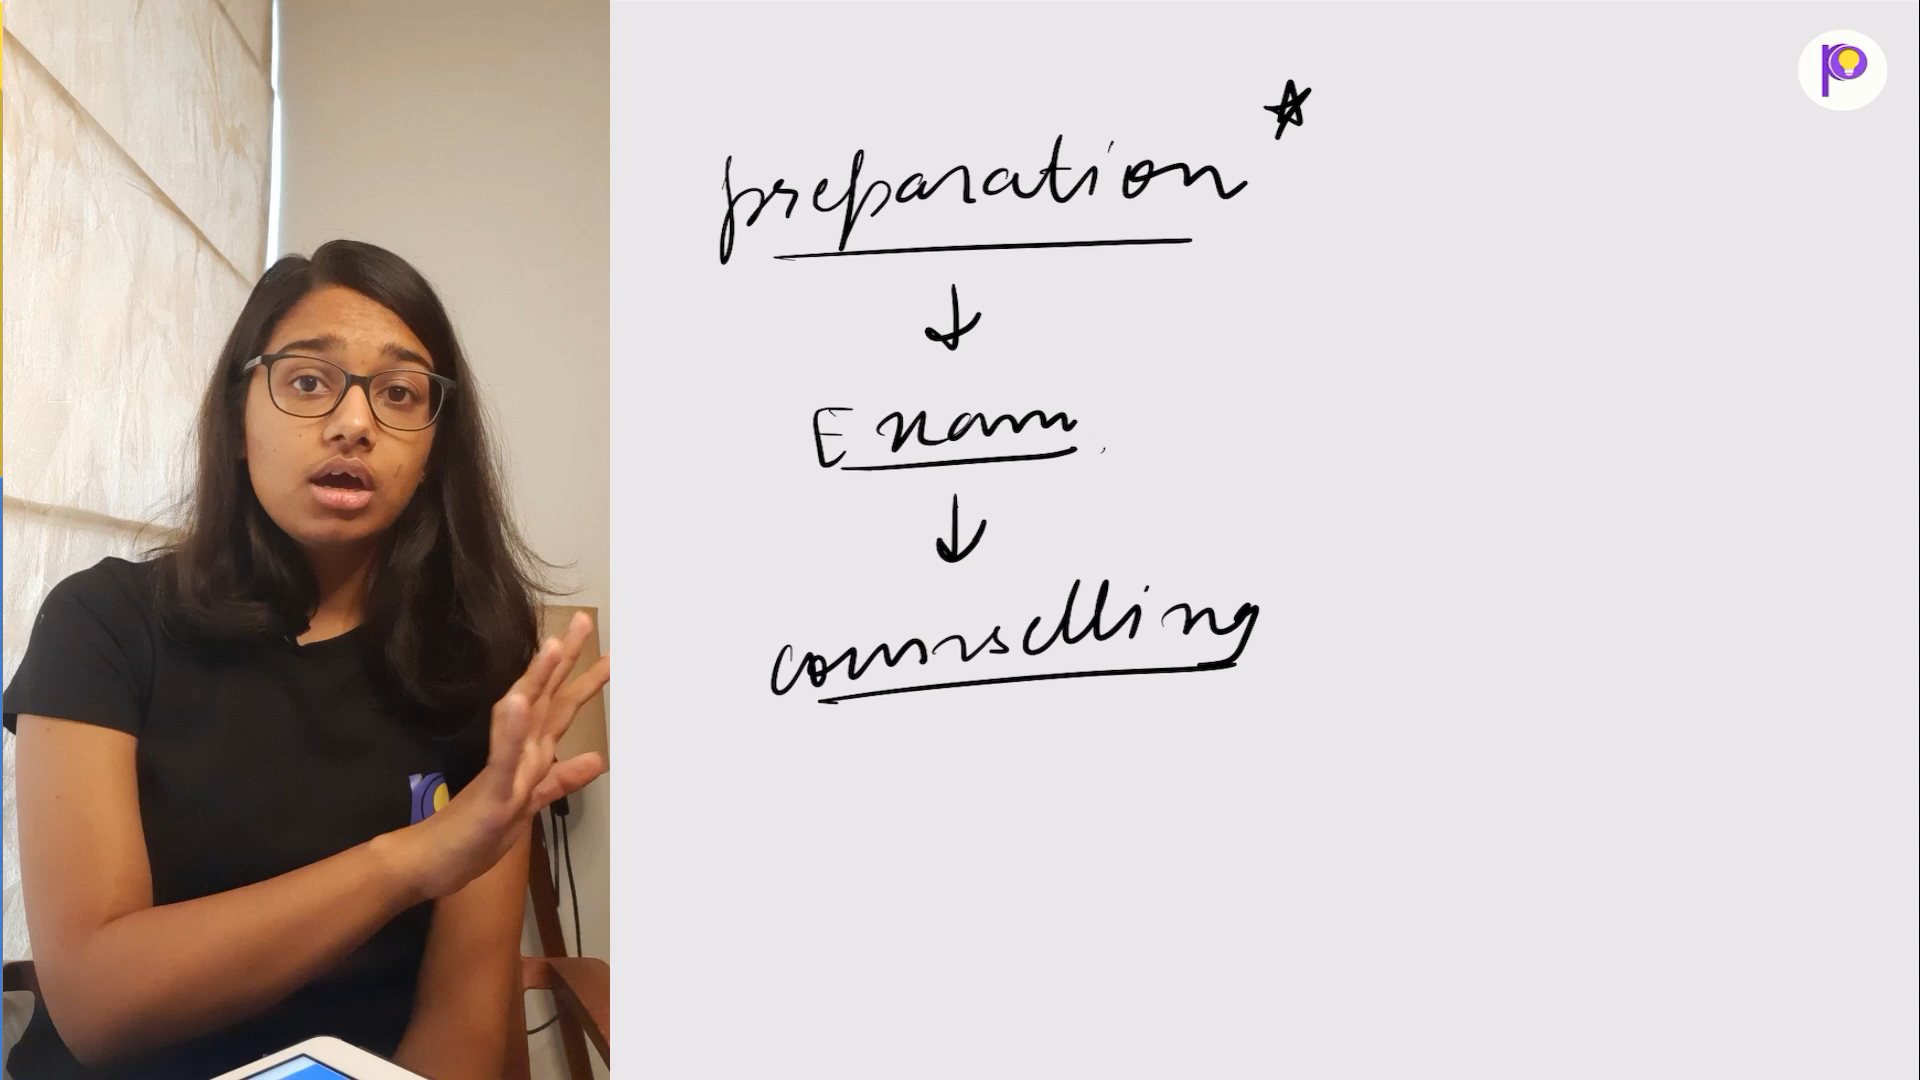 preparation
↓
Exam
↓
counselling